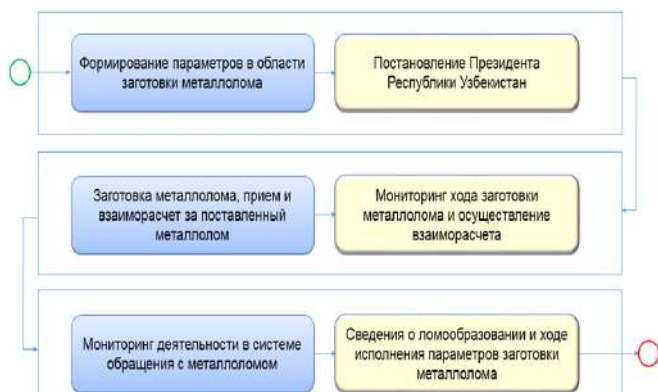 Формирование параметров в области
заготовки металлолома
Постановление Президента
Республики Узбекистан
Заготовка металлолома, прием и
взаиморасчет за поставленный
металлолом
Мониторинг хода заготовки
металлолома и осуществление
взаиморасчета
Мониторинг деятельности в системе
обращения с металлоломом
Сведения о ломообразовании и ходе
исполнения параметров заготовки
металлолома